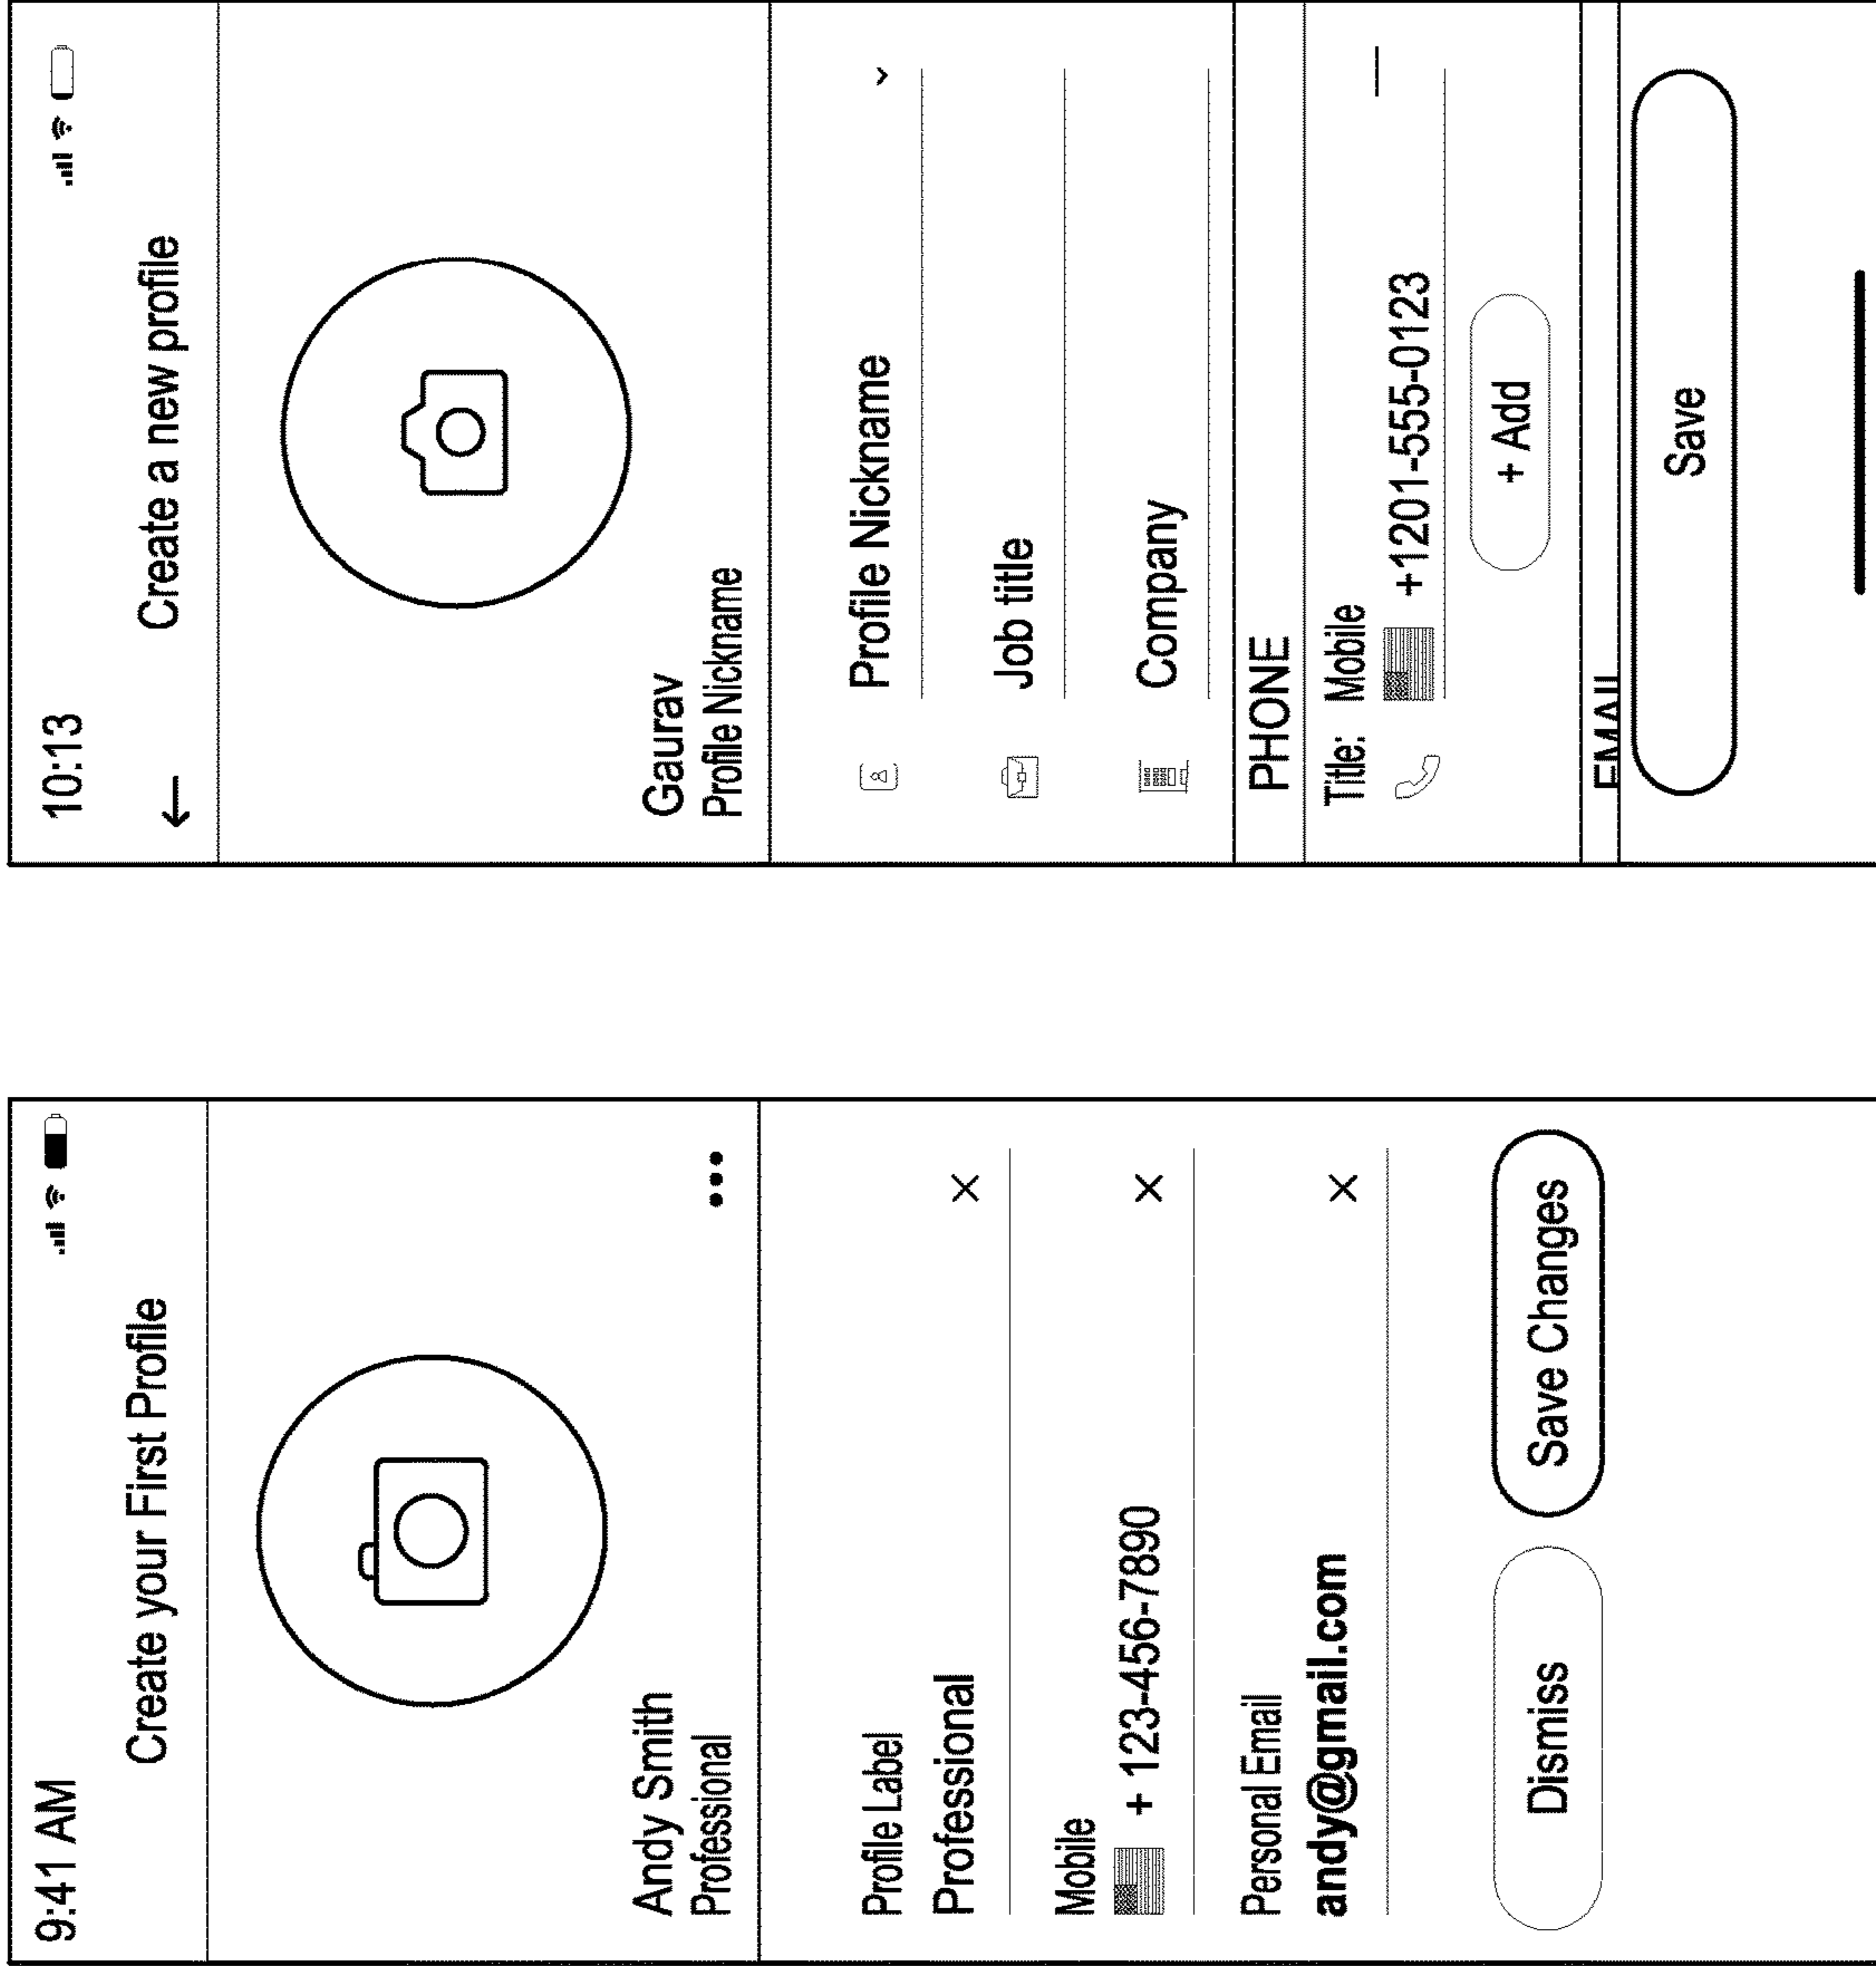 9:41 AM
Create your First Profile
Andy Smith
Professional
Profile Label
Professional
Mobile
+ 123-456-7890
Personal Email
andy@gmail.com
Dismiss
Save Changes
10:13
Create a new profile
Gaurav
Profile Nickname
Profile Nickname
Job title
Company
PHONE
Title: Mobile
+1201-555-0123
+ Add
EMAIL
Save